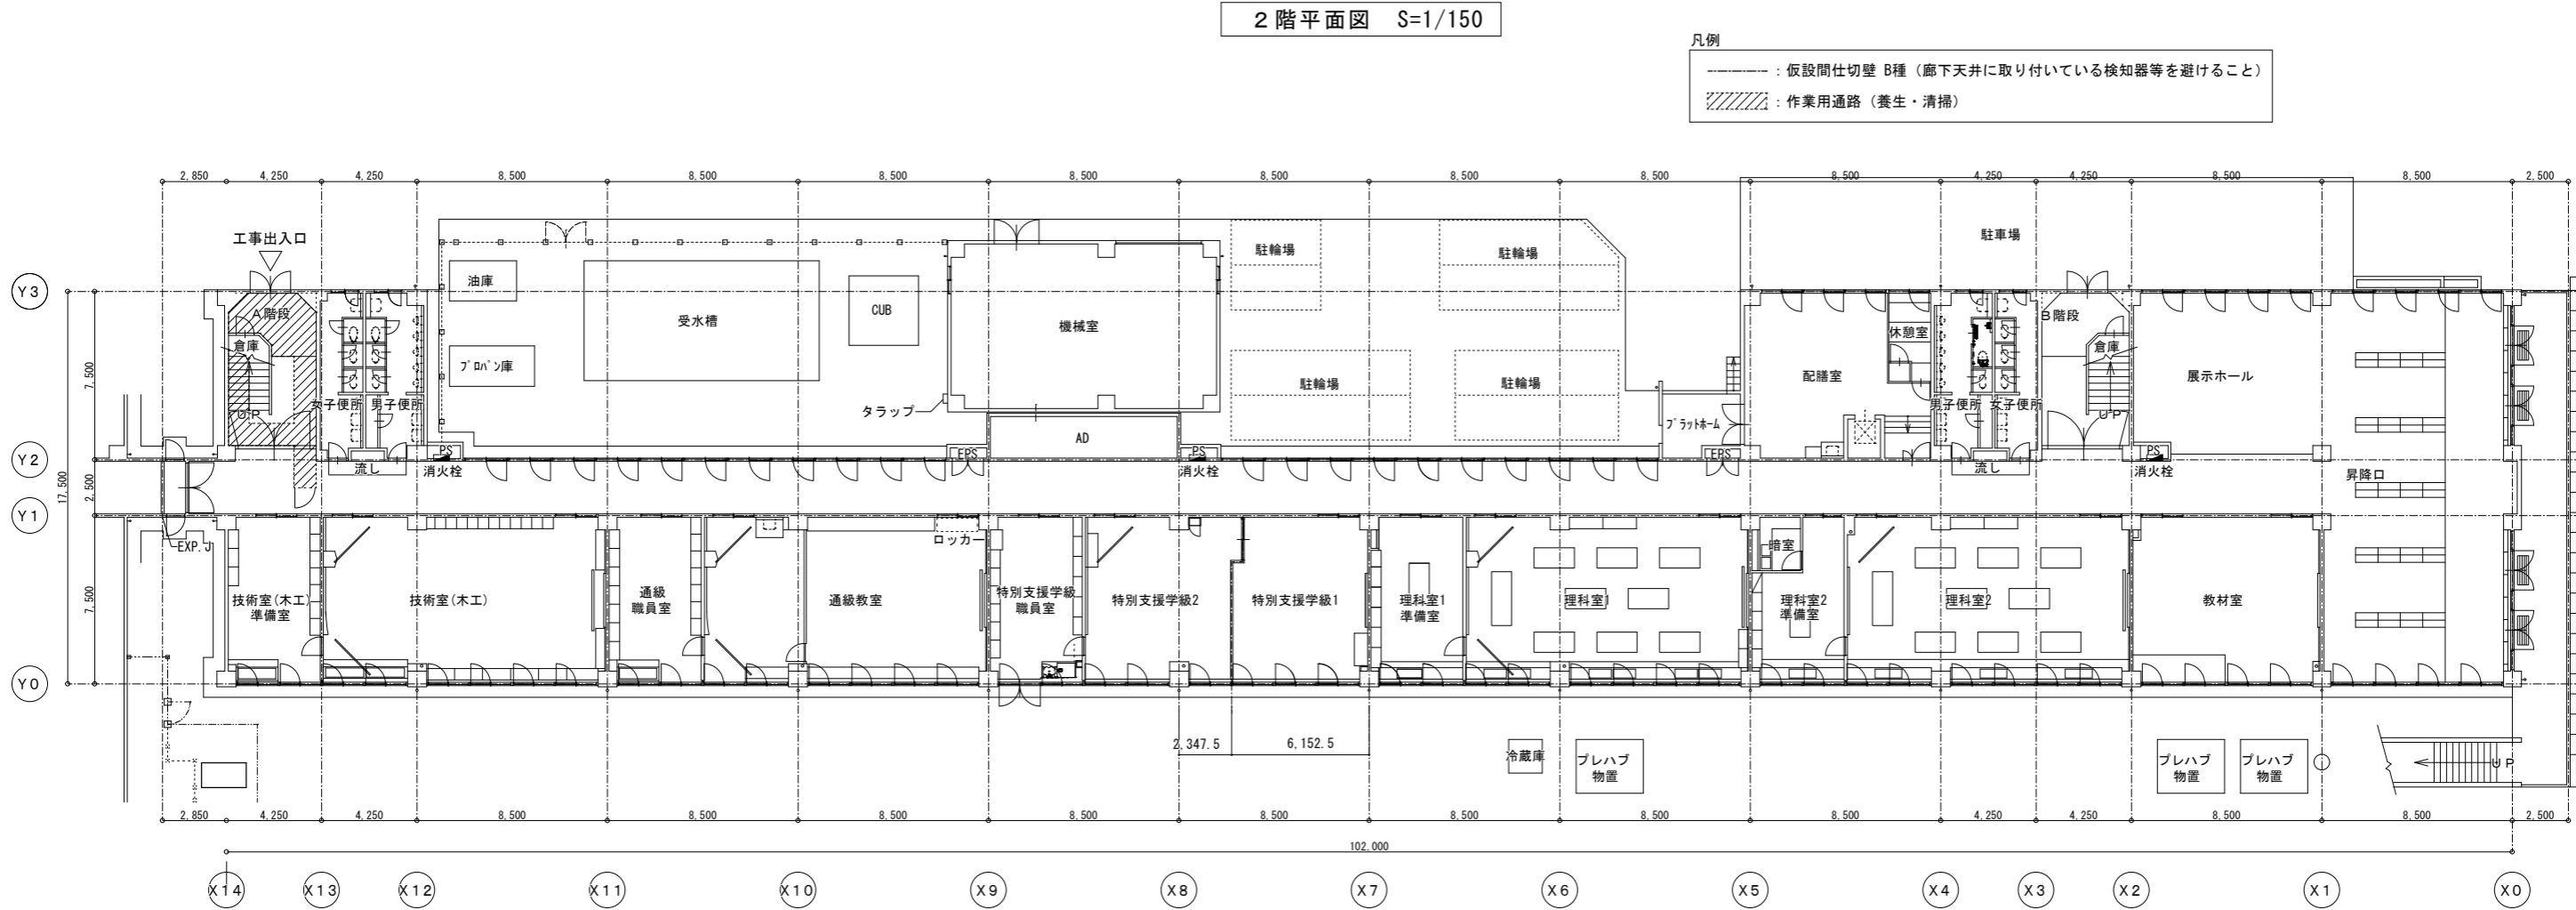 ２階平面図　S=1/150
凡例
：仮設間仕切壁 B種（廊下天井に取り付いている検知器等を避けること）
：作業用通路（養生・清掃）
2,850 4,250 4,250 8,500 8,500 8,500 8,500 8,500 8,500 8,500 8,500 4,250 4,250 8,500 8,500 2,500
工事出入口
駐車場
駐輪場
駐輪場
Y3
油庫
受水槽
CUB
機械室
A階段
倉庫
プロパン庫
休憩室
B階段
倉庫
駐輪場
駐輪場
配膳室
展示ホール
7,500
女子便所
男子便所
UP
タラップ
プラットホーム
男子便所
女子便所
UP
AD
Y2
流し
PS
消火栓
EPS
PS
消火栓
EPS
流し
PS
消火栓
昇降口
17,500
2,500
Y1
EXP.J
ロッカー
暗室
7,500
技術室(木工)
準備室
技術室(木工)
通級
職員室
通級教室
特別支援学級
職員室
特別支援学級2
特別支援学級1
理科室1
準備室
理科室1
理科室2
準備室
理科室2
教材室
Y0
2,347.5
6,152.5
冷蔵庫
プレハブ
物置
プレハブ
物置
プレハブ
物置
UP
2,850 4,250 4,250 8,500 8,500 8,500 8,500 8,500 8,500 8,500 8,500 4,250 4,250 8,500 8,500 2,500
102,000
X14 X13 X12 X11 X10 X9 X8 X7 X6 X5 X4 X3 X2 X1 X0